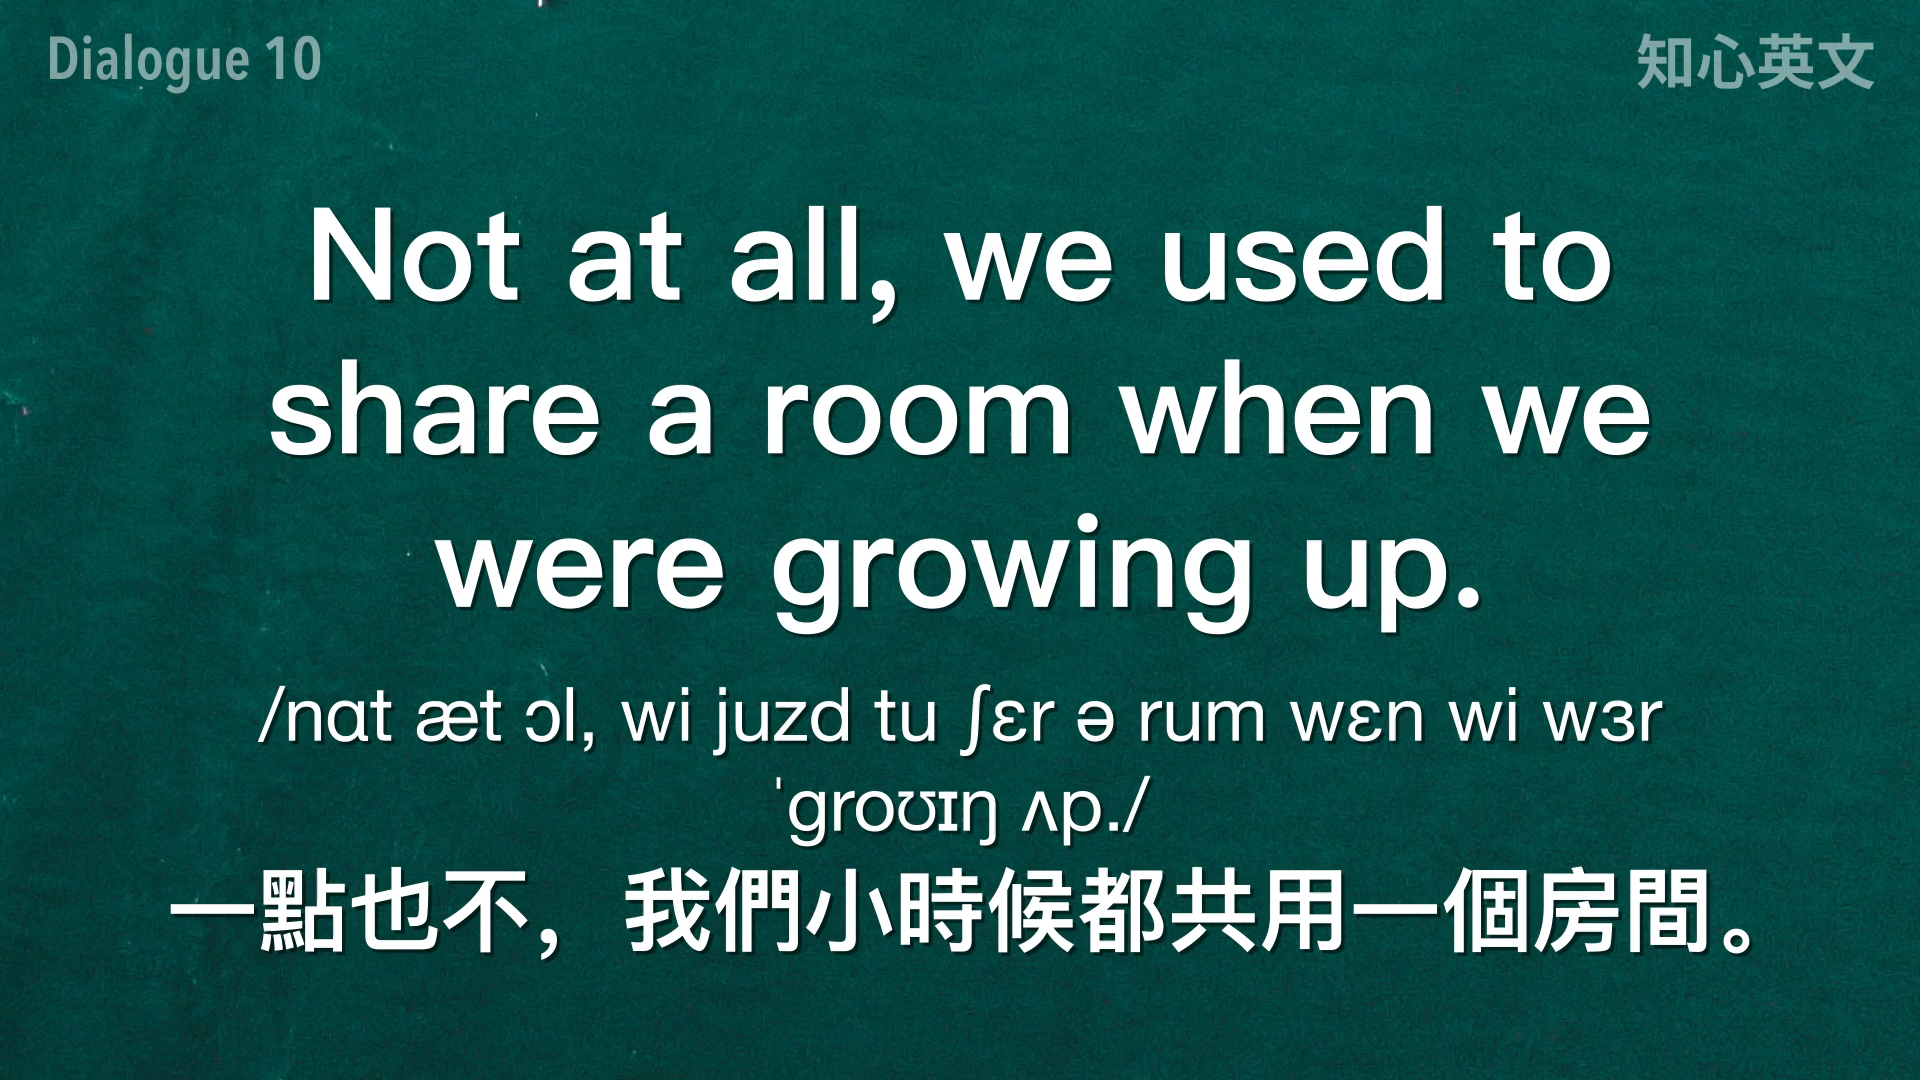 Dialogue 10
知心英文
Not at all, we used to
share a room when we
were growing up.
/nɑt æt ɔl, wi juzd tu ʃɛr ə rum wɛn wi wɜr
ˈɡroʊɪŋ ʌp./
一點也不，我們小時候都共用一個房間。